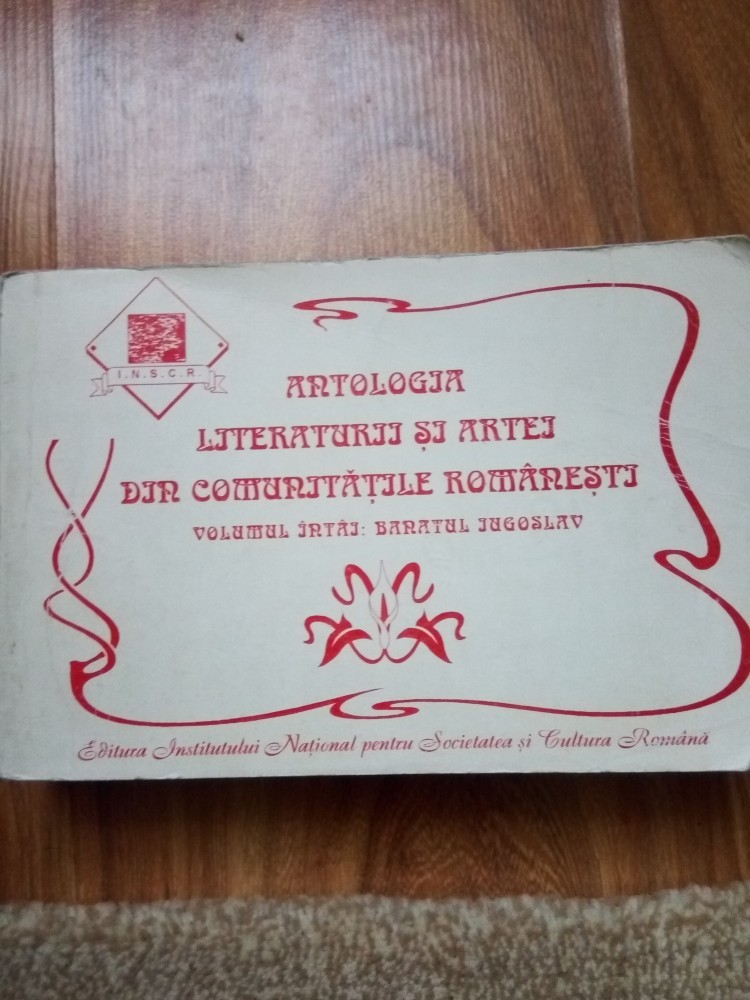 I.N.S.C.R.
ANTOLOGIA
LITERATURII ȘI ARTEI
DIN COMUNITĂȚILE ROMÂNEȘTI
VOLUMUL ÎNTÂI: BANATUL IUGOSLAV
Editura Institutului Național pentru Societatea și Cultura Română